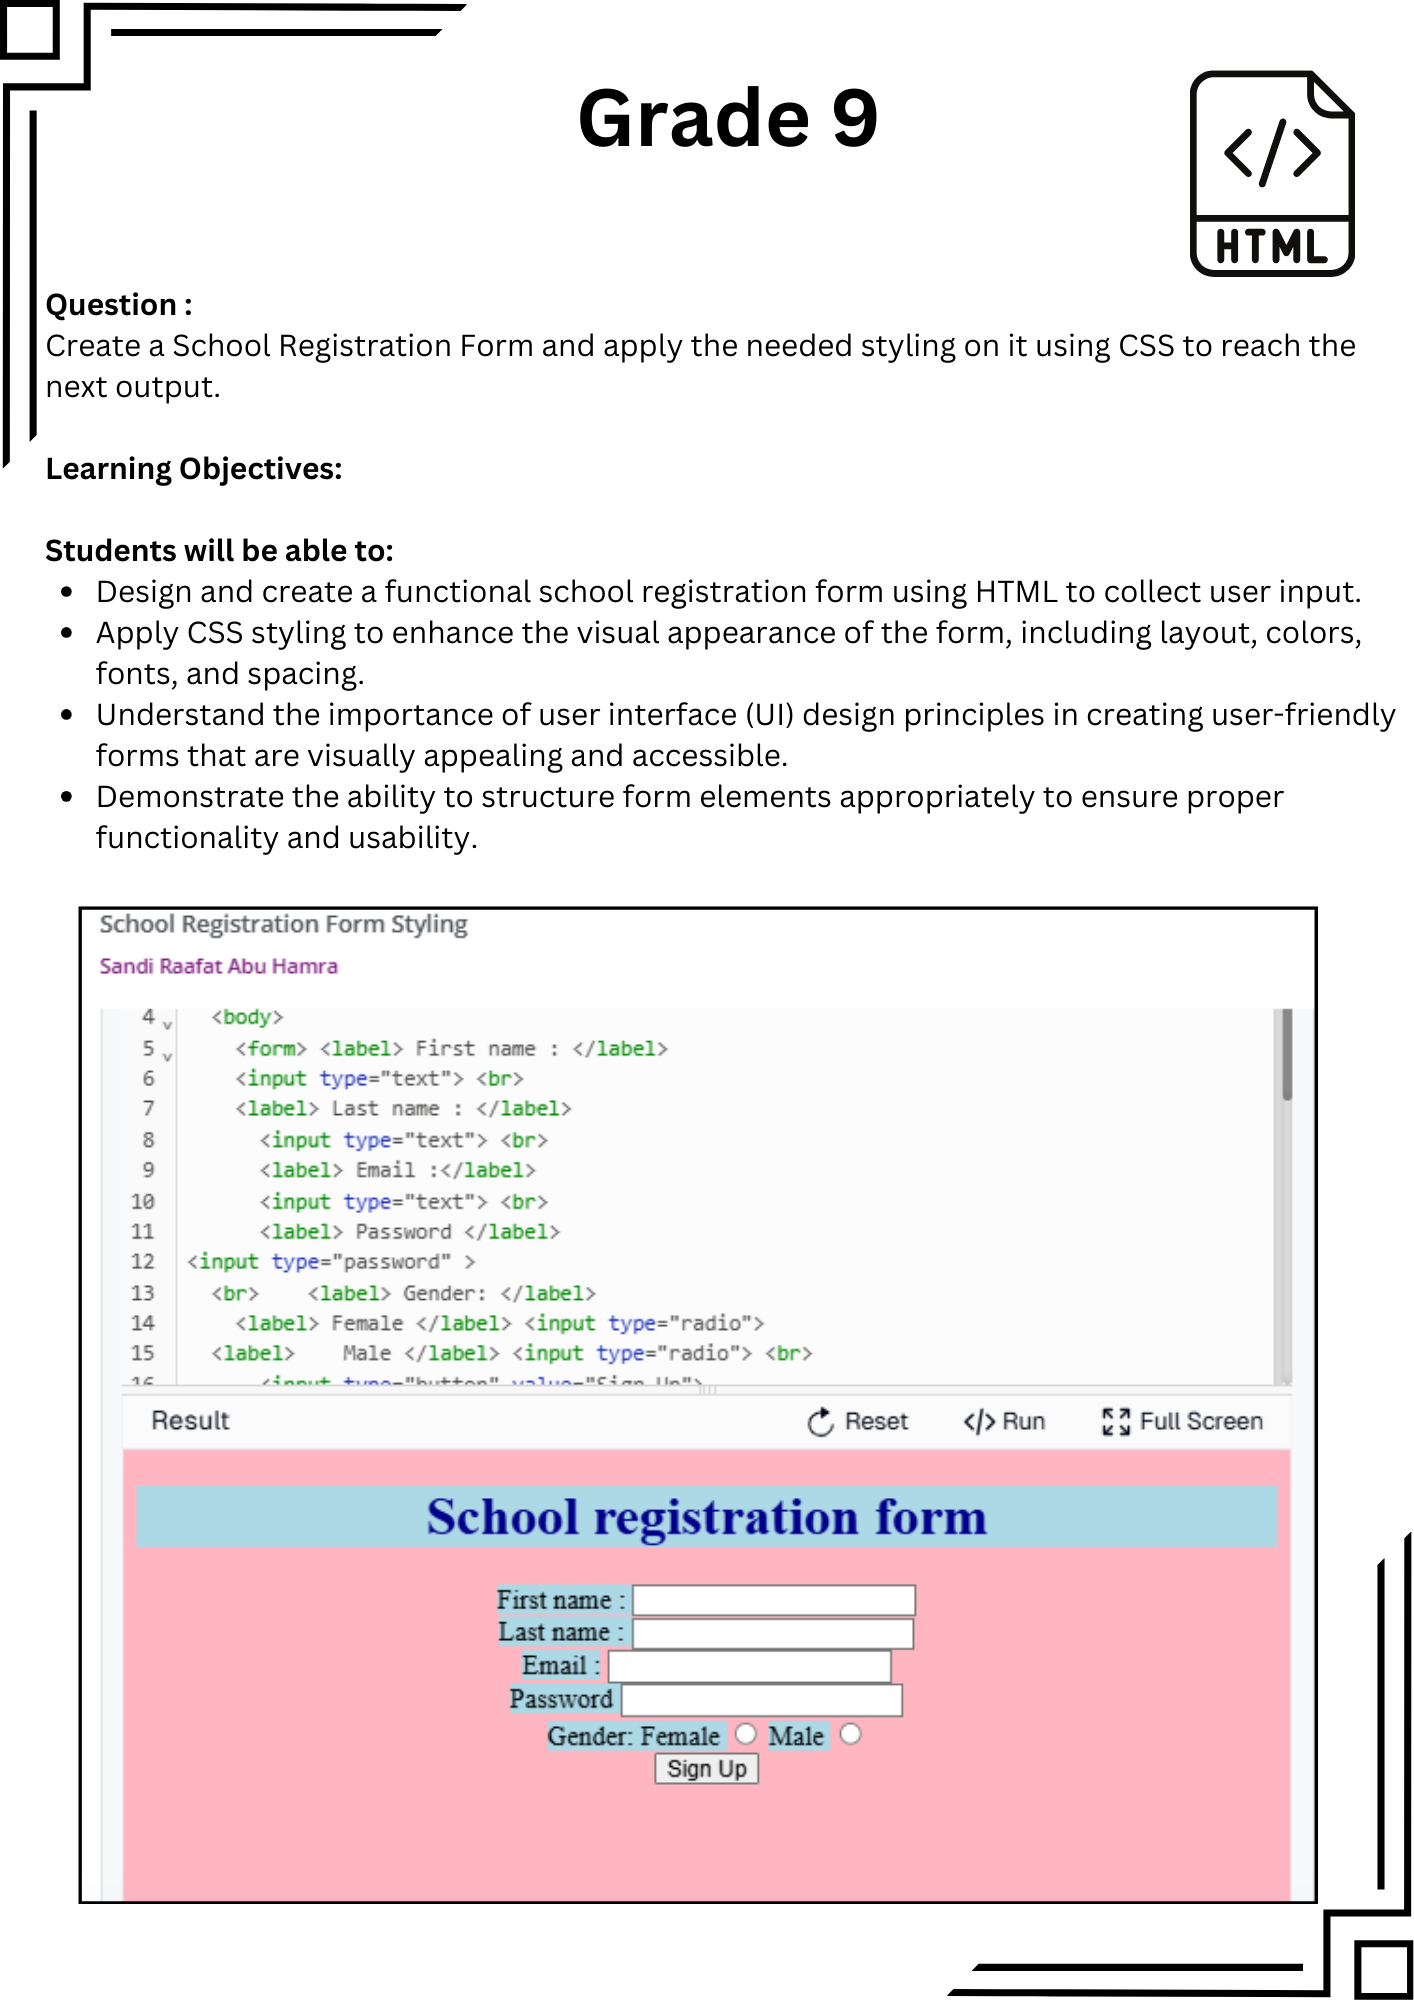 Grade 9
HTML
Question :
Create a School Registration Form and apply the needed styling on it using CSS to reach the
next output.
Learning Objectives:
Students will be able to:
• Design and create a functional school registration form using HTML to collect user input.
• Apply CSS styling to enhance the visual appearance of the form, including layout, colors,
fonts, and spacing.
• Understand the importance of user interface (UI) design principles in creating user-friendly
forms that are visually appealing and accessible.
• Demonstrate the ability to structure form elements appropriately to ensure proper
functionality and usability.
School Registration Form Styling
Sandi Raafat Abu Hamra
4 <body>
5 <form> <label> First name : </label>
6 <input type="text"> <br>
7 <label> Last name : </label>
8 <input type="text"> <br>
9 <label> Email :</label>
10 <input type="text"> <br>
11 <label> Password </label>
12 <input type="password" >
13 <br> <label> Gender: </label>
14 <label> Female </label> <input type="radio">
15 <label> Male </label> <input type="radio"> <br>
16 <input type="button" value="Sign Up">
Result Reset </> Run Full Screen
School registration form
First name :
Last name :
Email :
Password
Gender: Female Male
Sign Up